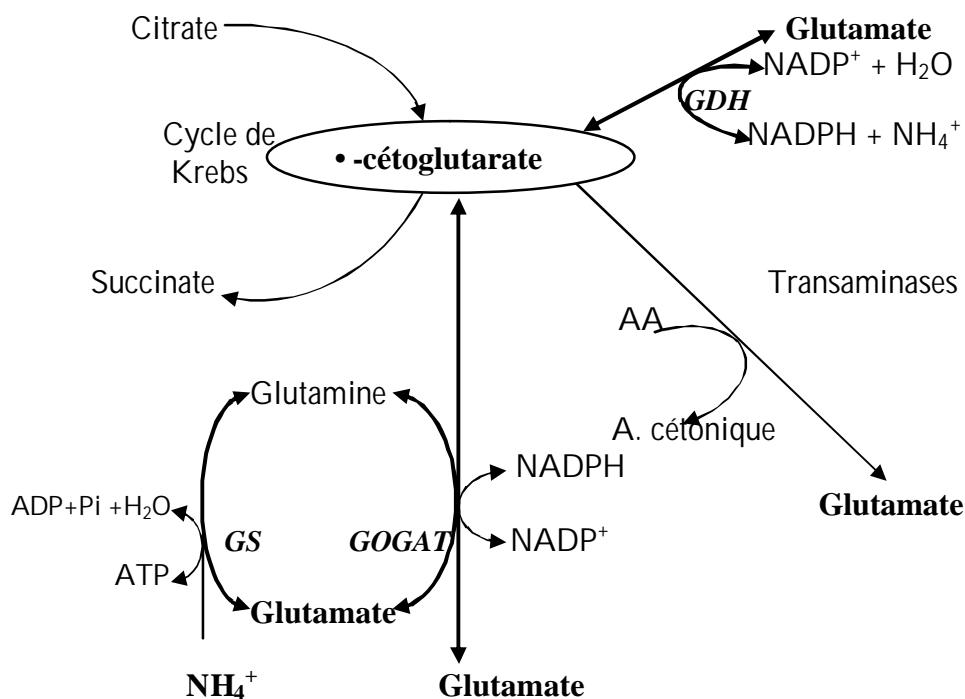 Citrate
Glutamate
NADP⁺ + H₂O
GDH
NADPH + NH₄⁺
Cycle de
Krebs
• -cétoglutarate
Succinate
Transaminases
AA
A. cétonique
Glutamate
Glutamine
NADPH
NADP⁺
ADP+Pi +H₂O
GS
GOGAT
ATP
Glutamate
NH₄⁺
Glutamate